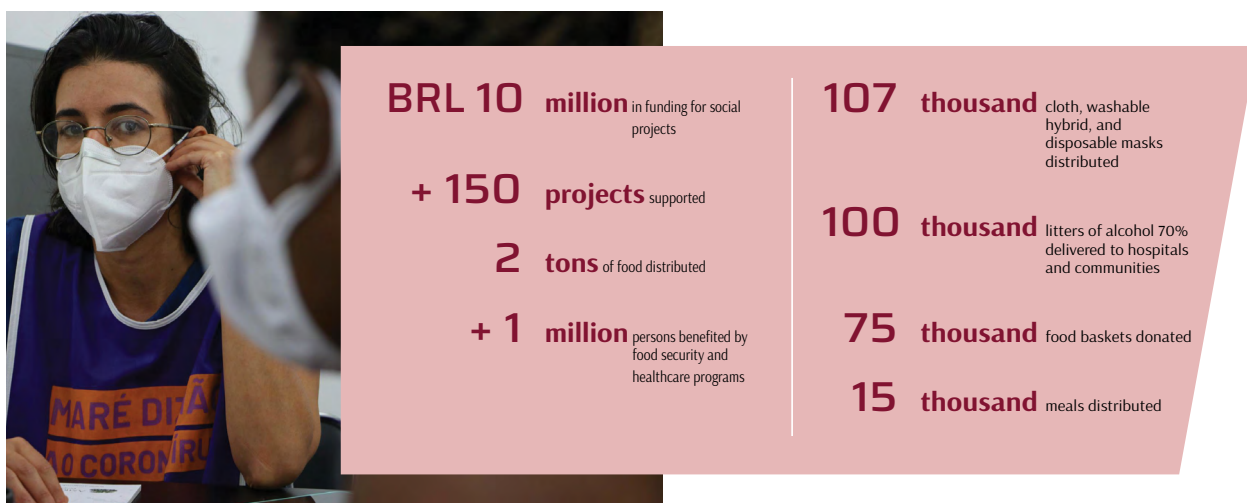 MARÉ DIZ NÃO
AO CORONAVÍRUS
BRL 10 million in funding for social
projects
+ 150 projects supported
2 tons of food distributed
+ 1 million persons benefited by
food security and
healthcare programs
107 thousand cloth, washable
hybrid, and
disposable masks
distributed
100 thousand litters of alcohol 70%
delivered to hospitals
and communities
75 thousand food baskets donated
15 thousand meals distributed